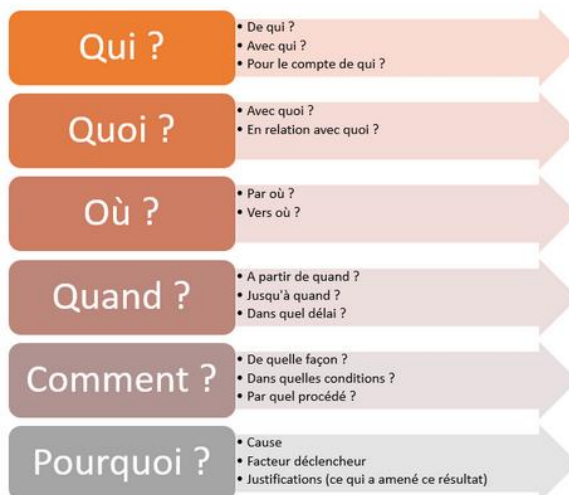 Qui ?
• De qui ?
• Avec qui ?
• Pour le compte de qui ?
Quoi ?
• Avec quoi ?
• En relation avec quoi ?
Où ?
• Par où ?
• Vers où ?
Quand ?
• A partir de quand ?
• Jusqu'à quand ?
• Dans quel délai ?
Comment ?
• De quelle façon ?
• Dans quelles conditions ?
• Par quel procédé ?
Pourquoi ?
• Cause
• Facteur déclencheur
• Justifications (ce qui a amené ce résultat)